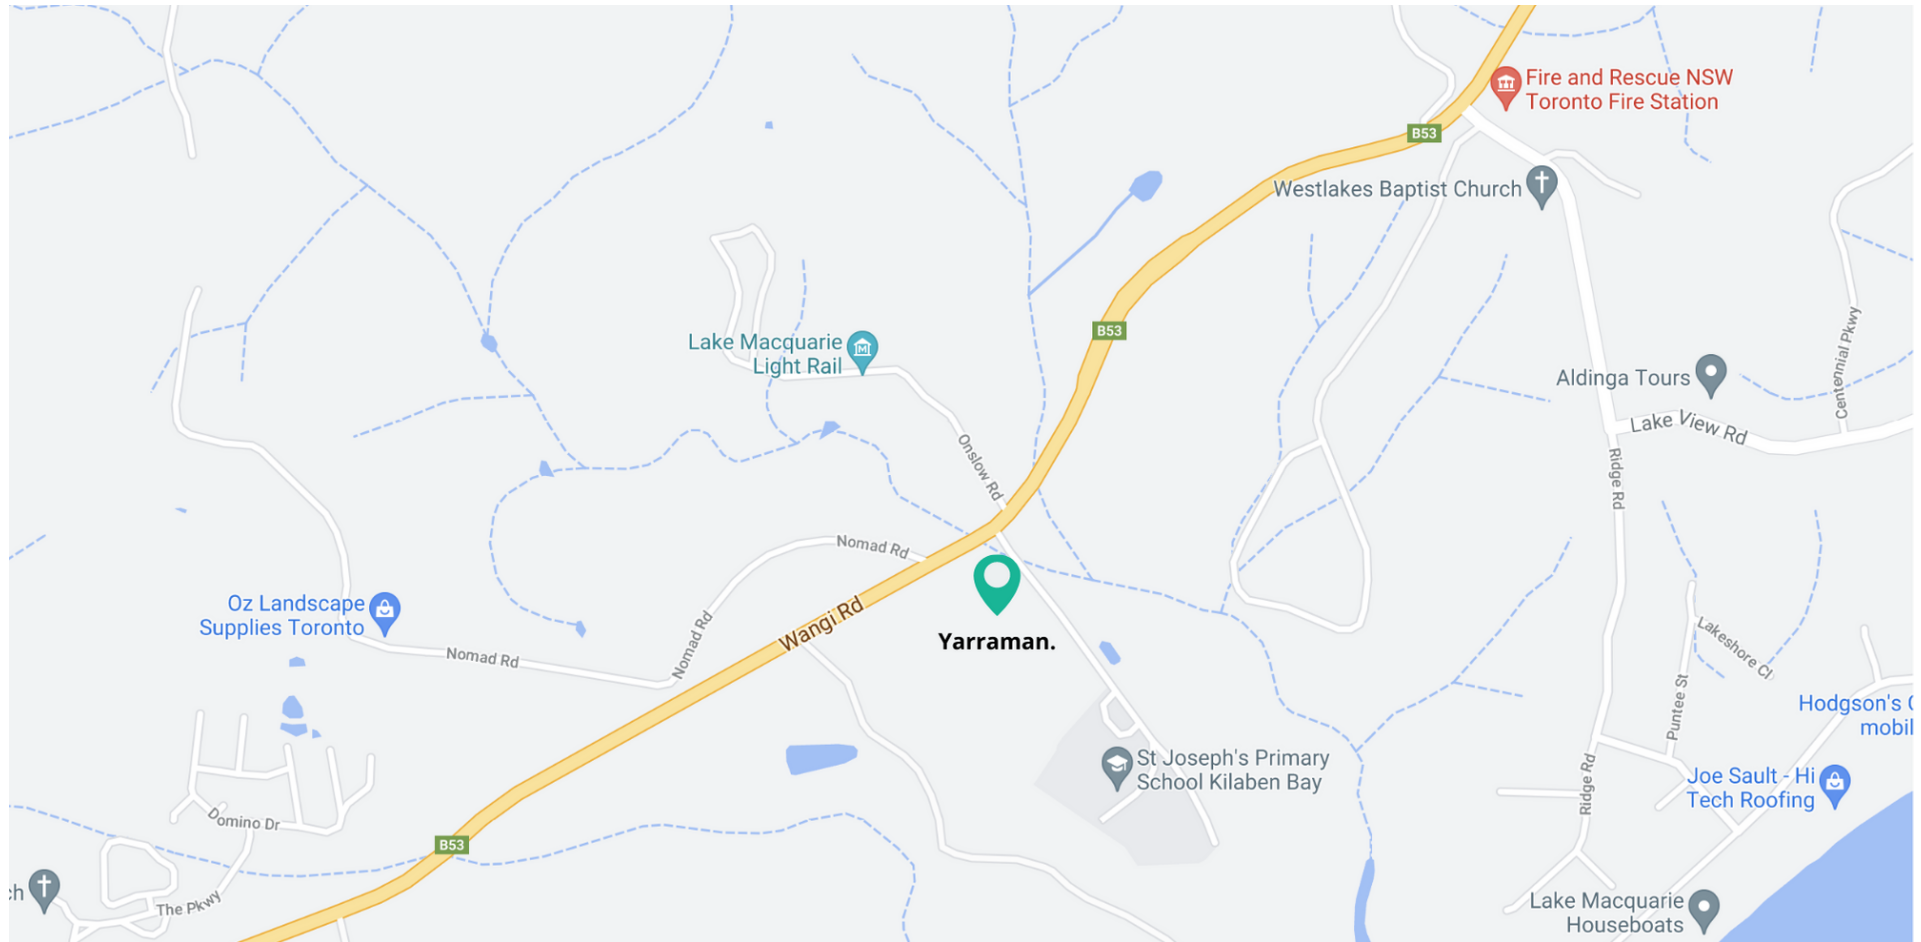 Fire and Rescue NSW
Toronto Fire Station
B53
Westlakes Baptist Church
B53
Lake Macquarie
Light Rail
Centennial Pkwy
Aldinga Tours
Lake View Rd
Onslow Rd
Ridge Rd
Nomad Rd
Oz Landscape
Supplies Toronto
Wangi Rd
Yarraman.
Nomad Rd
Nomad Rd
Lakeshore Cl
Puntee St
Hodgson's
mobil
St Joseph's Primary
School Kilaben Bay
Ridge Rd
Joe Sault - Hi
Tech Roofing
Domino Dr
B53
ch
The Pkwy
Lake Macquarie
Houseboats